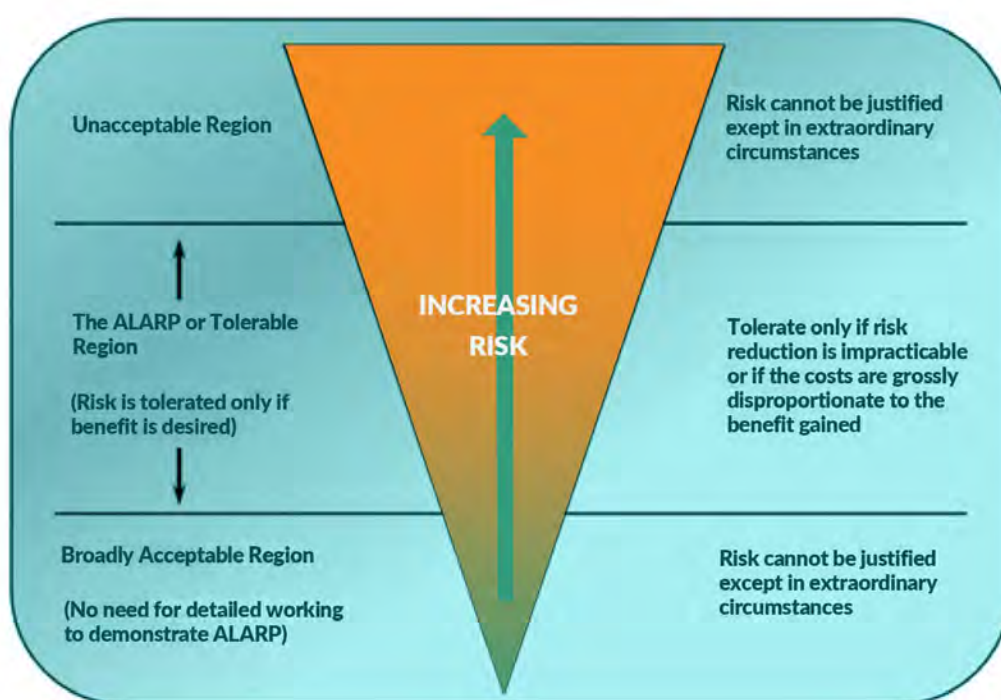 Unacceptable Region
Risk cannot be justified
exept in extraordinary
circumstances
The ALARP or Tolerable
Region
(Risk is tolerated only if
benefit is desired)
INCREASING
RISK
Tolerate only if risk
reduction is impracticable
or if the costs are grossly
disproportionate to the
benefit gained
Broadly Acceptable Region
(No need for detailed working
to demonstrate ALARP)
Risk cannot be justified
except in extraordinary
circumstances